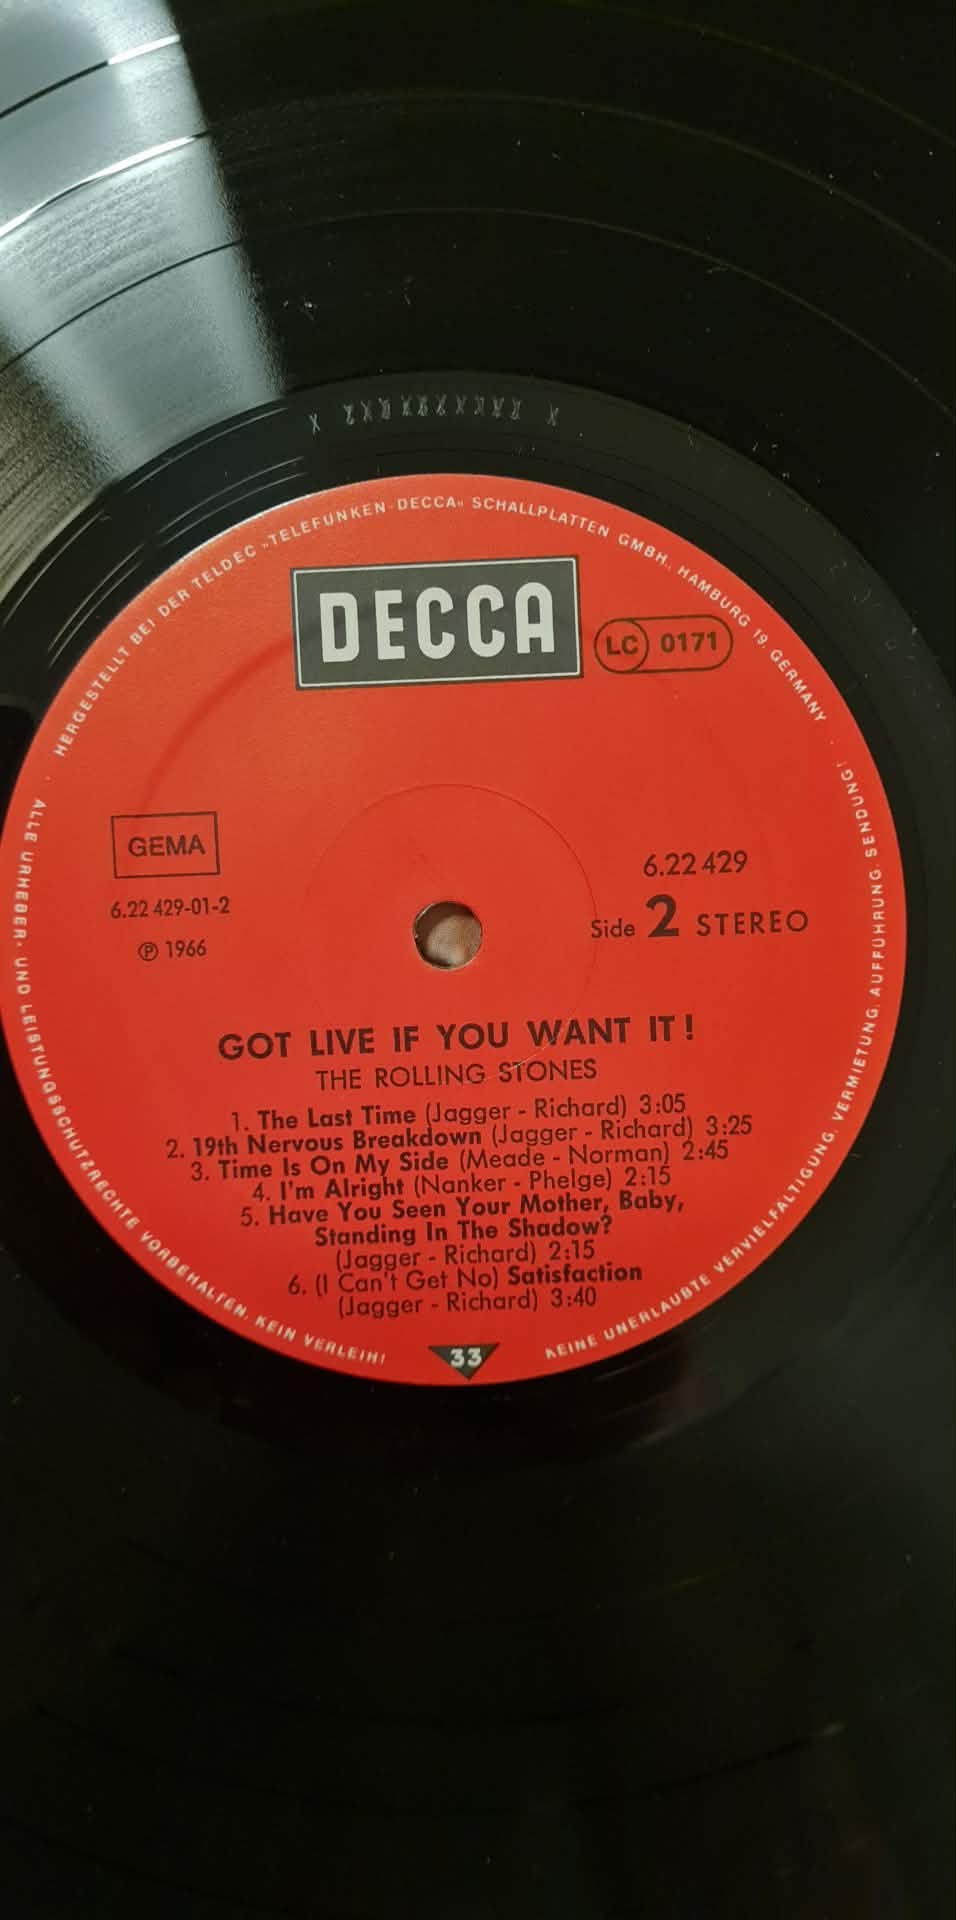 HERGESTELLT BEI DER TELDEC »TELEFUNKEN-DECCA« SCHALLPLATTEN GMBH., HAMBURG 19, GERMANY
DECCA
LC 0171
GEMA
6.22 429-01-2
℗ 1966
6.22 429
Side 2 STEREO
GOT LIVE IF YOU WANT IT!
THE ROLLING STONES
1. The Last Time (Jagger - Richard) 3:05
2. 19th Nervous Breakdown (Jagger - Richard) 3:25
3. Time Is On My Side (Meade - Norman) 2:45
4. I'm Alright (Nanker - Phelge) 2:15
5. Have You Seen Your Mother, Baby,
Standing In The Shadow?
(Jagger - Richard) 2:15
6. (I Can't Get No) Satisfaction
(Jagger - Richard) 3:40
33
ALLE URHEBER- UND LEISTUNGSSCHUTZRECHTE VORBEHALTEN. KEIN VERLEIH!
KEINE UNERLAUBTE VERVIELFÄLTIGUNG, VERMIETUNG, AUFFÜHRUNG, SENDUNG!